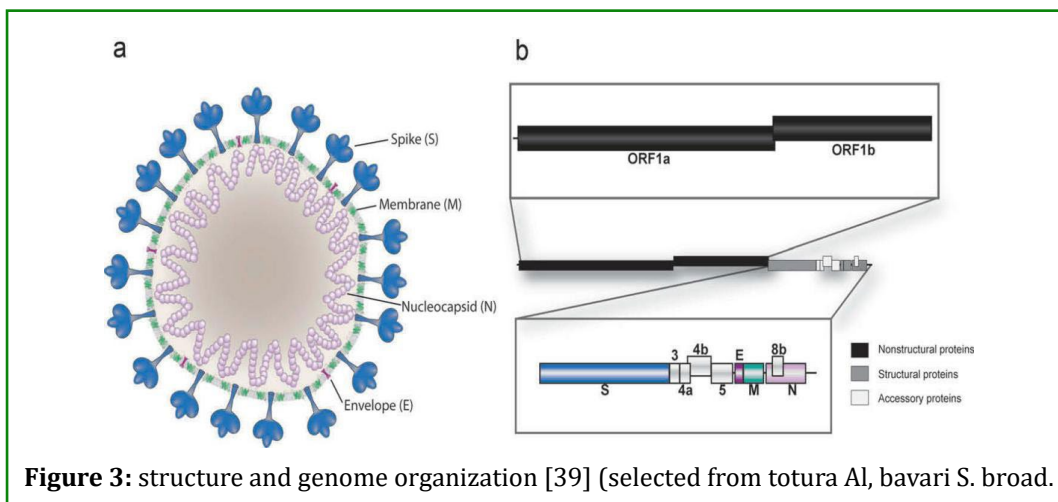 a
b
Spike (S)
Membrane (M)
Nucleocapsid (N)
Envelope (E)
ORF1a
ORF1b
3
4b
E
8b
S
4a
5
M
N
Nonstructural proteins
Structural proteins
Accessory proteins
Figure 3: structure and genome organization [39] (selected from totura Al, bavari S. broad.